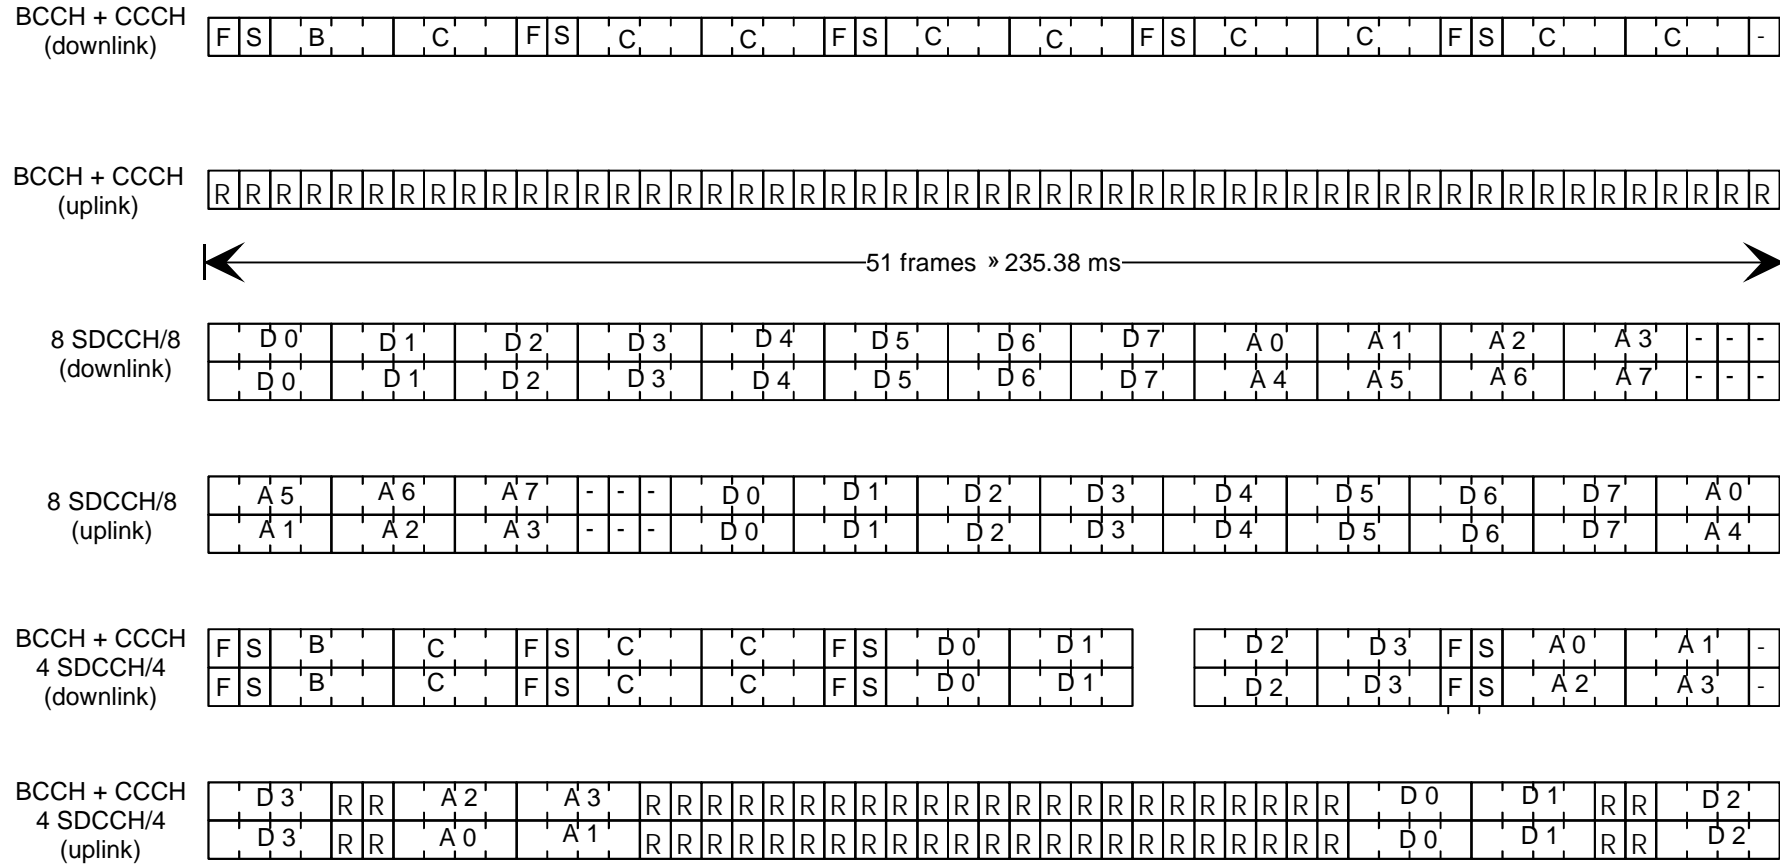 BCCH + CCCH
(downlink)
F S B C F S C C F S C C F S C C F S C C -
BCCH + CCCH
(uplink)
R R R R R R R R R R R R R R R R R R R R R R R R R R R R R R R R R R R R R R R R R R R R R R R R R R R
51 frames » 235.38 ms
8 SDCCH/8
(downlink)
D 0 D 1 D 2 D 3 D 4 D 5 D 6 D 7 A 0 A 1 A 2 A 3 - - -
D 0 D 1 D 2 D 3 D 4 D 5 D 6 D 7 A 4 A 5 A 6 A 7 - - -
8 SDCCH/8
(uplink)
A 5 A 6 A 7 - - - D 0 D 1 D 2 D 3 D 4 D 5 D 6 D 7 A 0
A 1 A 2 A 3 - - - D 0 D 1 D 2 D 3 D 4 D 5 D 6 D 7 A 4
BCCH + CCCH
4 SDCCH/4
(downlink)
F S B C F S C C F S D 0 D 1 D 2 D 3 F S A 0 A 1 -
F S B C F S C C F S D 0 D 1 D 2 D 3 F S A 2 A 3 -
BCCH + CCCH
4 SDCCH/4
(uplink)
D 3 R R A 2 A 3 R R R R R R R R R R R R R R R R R R R R R R R D 0 D 1 R R D 2
D 3 R R A 0 A 1 R R R R R R R R R R R R R R R R R R R R R R R D 0 D 1 R R D 2